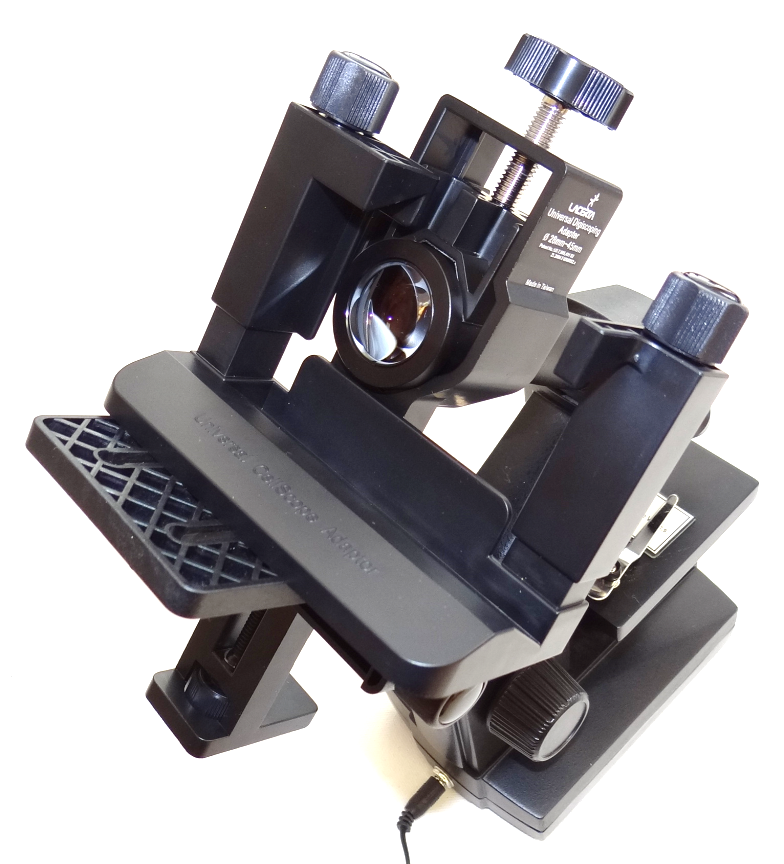 LACERTA
Universal Digiscoping
Adapter
Ø 28mm~45mm
Made in Taiwan
Universal CellScope Adapter